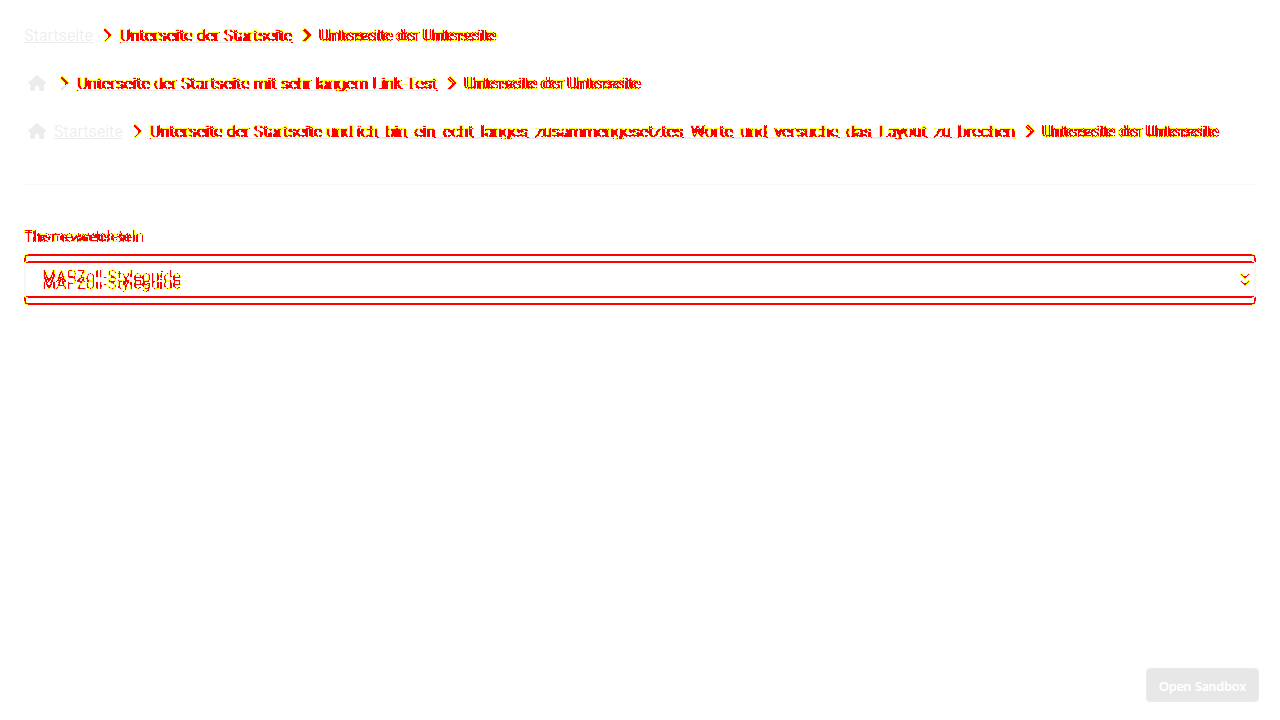 Startseite Unterseite der Startseite Unterseite der Unterseite
Unterseite der Startseite mit sehr langem Link-Test Unterseite der Unterseite
Startseite Unterseite der Startseite und ich bin ein echt langes zusammengesetztes Worte und versuche das Layout zu brechen Unterseite der Unterseite
Theme wechseln
MAPZoll-Styleguide
Open Sandbox